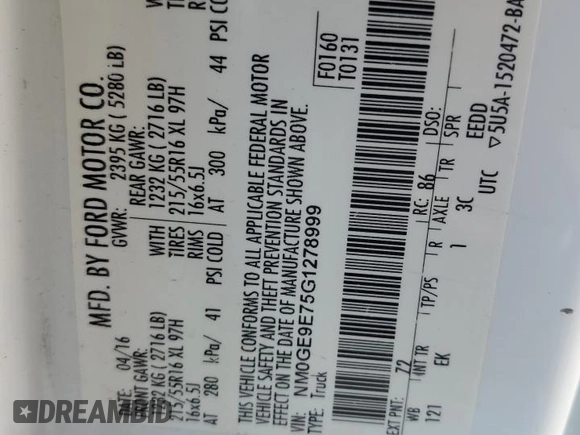 MFD. BY FORD MOTOR CO.
DATE: 04/16 GVWR: 2395 KG ( 5280 LB)
FRONT GAWR: REAR GAWR:
1232 KG ( 2716 LB) WITH 1232 KG ( 2716 LB) WITH
215/55R16 XL 97H TIRES 215/55R16 XL 97H
16x6.5J RIMS 16x6.5J
AT 280 kPa/ 41 PSI COLD AT 300 kPa/ 44 PSI COLD
THIS VEHICLE CONFORMS TO ALL APPLICABLE FEDERAL MOTOR
VEHICLE SAFETY AND THEFT PREVENTION STANDARDS IN
EFFECT ON THE DATE OF MANUFACTURE SHOWN ABOVE.
VIN: NM0GE9E75G1278999
TYPE: Truck
F0160
T0131
EXT PNT: 72 RC: 86 DSO:
WB INT TR TP/PS R AXLE TR SPR
121 EK 1 3C EEDD
UTC ▽5U5A-1520472-BA
DREAMBID